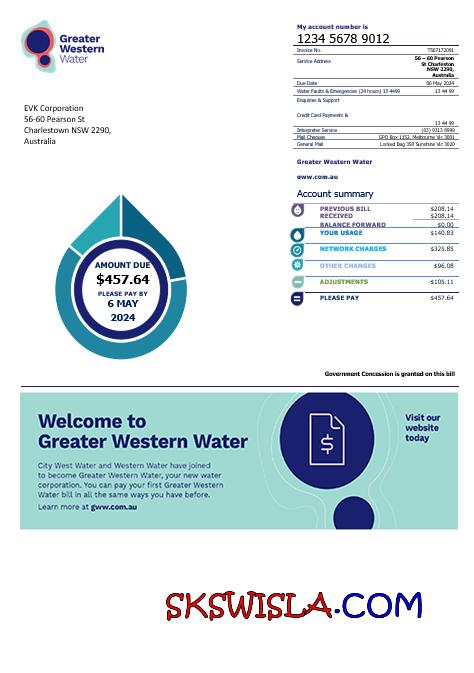 Greater
Western
Water
My account number is
1234 5678 9012
Invoice No. T567172091
Service Address 56 – 60 Pearson
St Charleston
NSW 2290,
Australia
Due Date 06 May 2024
Water Faults & Emergencies (24 hours) 13 4499 13 44 99
Enquiries & Support
Credit Card Payments &
13 44 99
Interpreter Service (03) 9313 8999
Mail Cheques GPO Box 1152, Melbourne Vic 3001
General Mail Locked Bag 350 Sunshine Vic 3020
EVK Corporation
56-60 Pearson St
Charlestown NSW 2290,
Australia
Greater Western Water
gww.com.au
Account summary
PREVIOUS BILL $208.14
RECEIVED $208.14
BALANCE FORWARD $0.00
YOUR USAGE $140.83
NETWORK CHARGES $325.85
OTHER CHANGES $96.08
ADJUSTMENTS -$105.11
PLEASE PAY $457.64
AMOUNT DUE
$457.64
PLEASE PAY BY
6 MAY
2024
Government Concession is granted on this bill
Welcome to
Greater Western Water
City West Water and Western Water have joined
to become Greater Western Water, your new water
corporation. You can pay your first Greater Western
Water bill in all the same ways you have before.
Learn more at gww.com.au
$
Visit our
website
today
SKSWISLA.COM